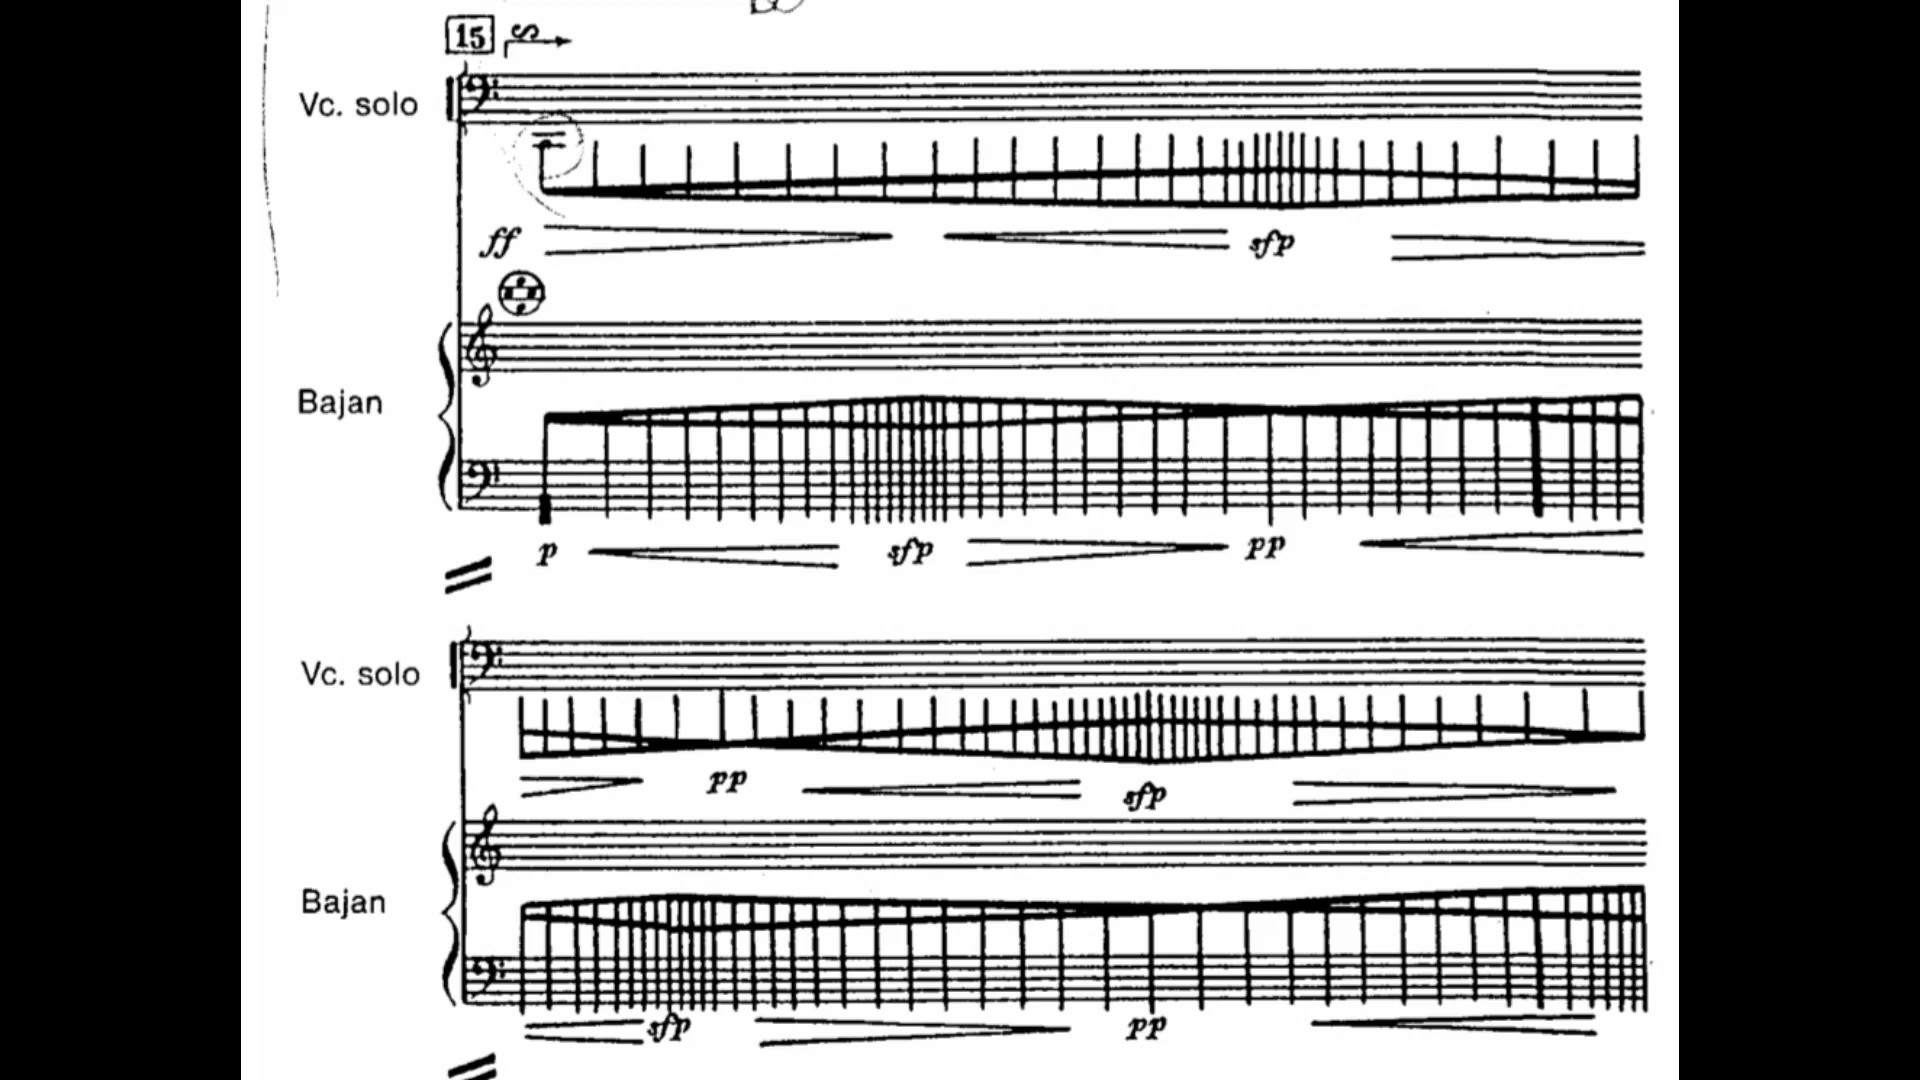 15
Vc. solo
ff sfp
Bajan
p sfp pp
Vc. solo
pp sfp
Bajan
sfp pp